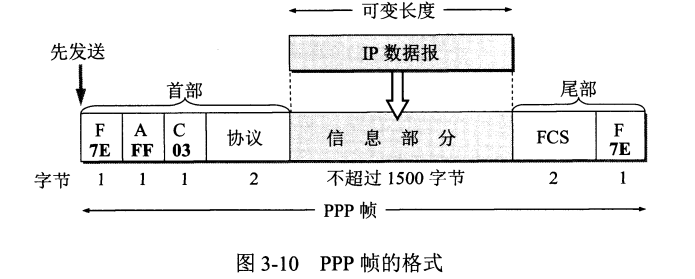 可变长度
先发送
IP 数据报
首部
尾部
F A C 协议 信息部分 FCS F
7E FF 03 7E
字节 1 1 1 2 不超过 1500 字节 2 1
PPP 帧
图 3-10 PPP 帧的格式